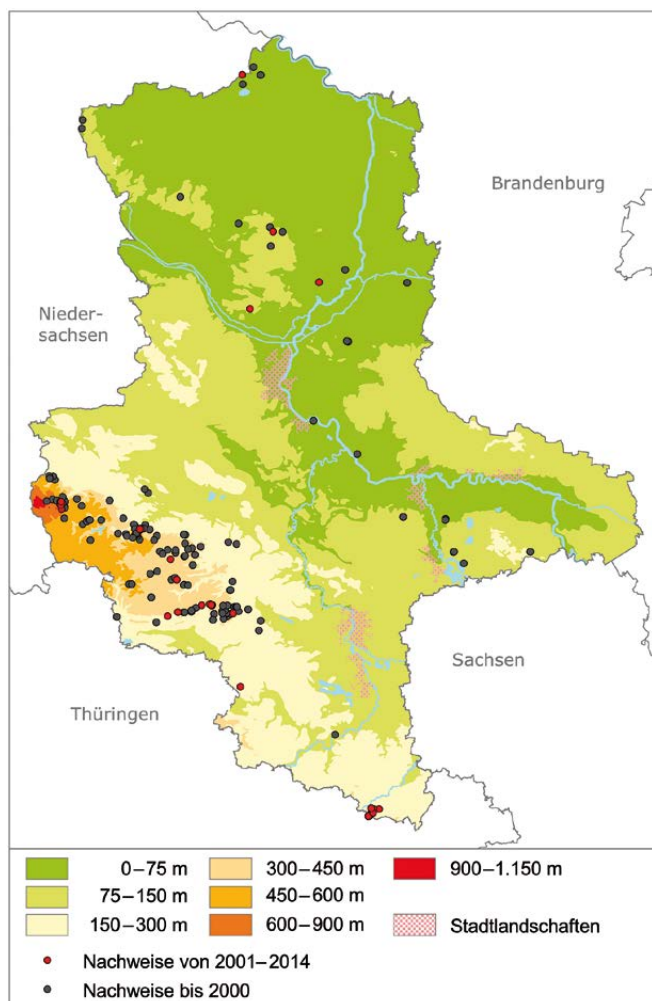 Brandenburg
Nieder-
sachsen
Sachsen
Thüringen
0–75 m
300–450 m
900–1.150 m
75–150 m
450–600 m
150–300 m
600–900 m
Stadtlandschaften
Nachweise von 2001–2014
Nachweise bis 2000